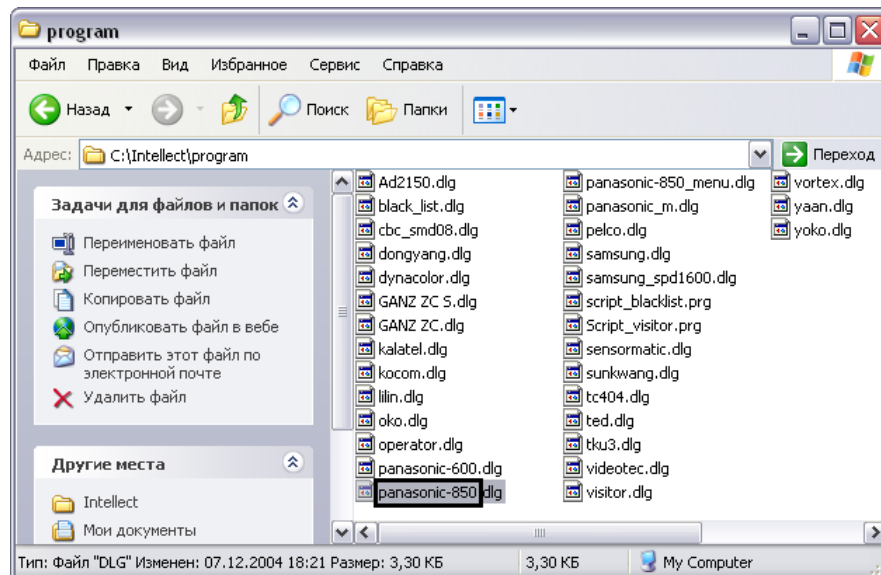 program
Файл Правка Вид Избранное Сервис Справка
Назад Поиск Папки
Адрес: C:\Intellect\program Переход
Задачи для файлов и папок
Переименовать файл
Переместить файл
Копировать файл
Опубликовать файл в вебе
Отправить этот файл по
электронной почте
Удалить файл
Другие места
Intellect
Мои документы
Ad2150.dlg
black_list.dlg
cbc_smd08.dlg
dongyang.dlg
dynacolor.dlg
GANZ ZC S.dlg
GANZ ZC.dlg
kalatel.dlg
kocom.dlg
lilin.dlg
oko.dlg
operator.dlg
panasonic-600.dlg
panasonic-850.dlg
panasonic-850_menu.dlg
panasonic_m.dlg
pelco.dlg
samsung.dlg
samsung_spd1600.dlg
script_blacklist.prg
Script_visitor.prg
sensormatic.dlg
sunkwang.dlg
tc404.dlg
ted.dlg
tku3.dlg
videotec.dlg
visitor.dlg
vortex.dlg
yaan.dlg
yoko.dlg
Тип: Файл "DLG" Изменен: 07.12.2004 18:21 Размер: 3,30 КБ 3,30 КБ My Computer